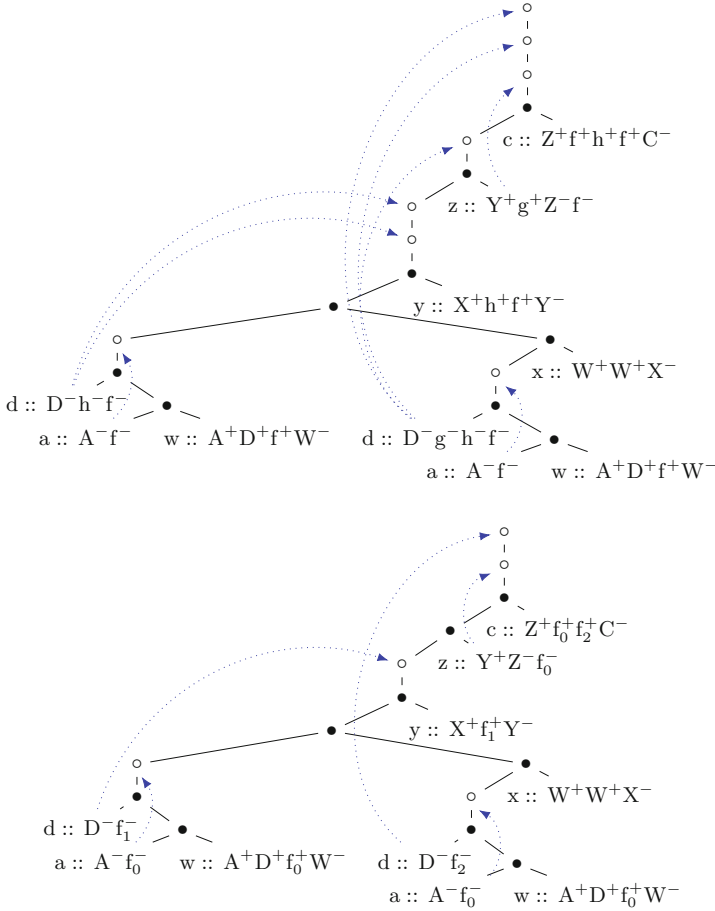 c :: Z⁺f⁺h⁺f⁺C⁻
z :: Y⁺g⁺Z⁻f⁻
y :: X⁺h⁺f⁺Y⁻
x :: W⁺W⁺X⁻
d :: D⁻h⁻f⁻
a :: A⁻f⁻ w :: A⁺D⁺f⁺W⁻ d :: D⁻g⁻h⁻f⁻
a :: A⁻f⁻ w :: A⁺D⁺f⁺W⁻
c :: Z⁺f₀⁺f₂⁺C⁻
z :: Y⁺Z⁻f₀⁻
y :: X⁺f₁⁺Y⁻
x :: W⁺W⁺X⁻
d :: D⁻f₁⁻
a :: A⁻f₀⁻ w :: A⁺D⁺f₀⁺W⁻ d :: D⁻f₂⁻
a :: A⁻f₀⁻ w :: A⁺D⁺f₀⁺W⁻